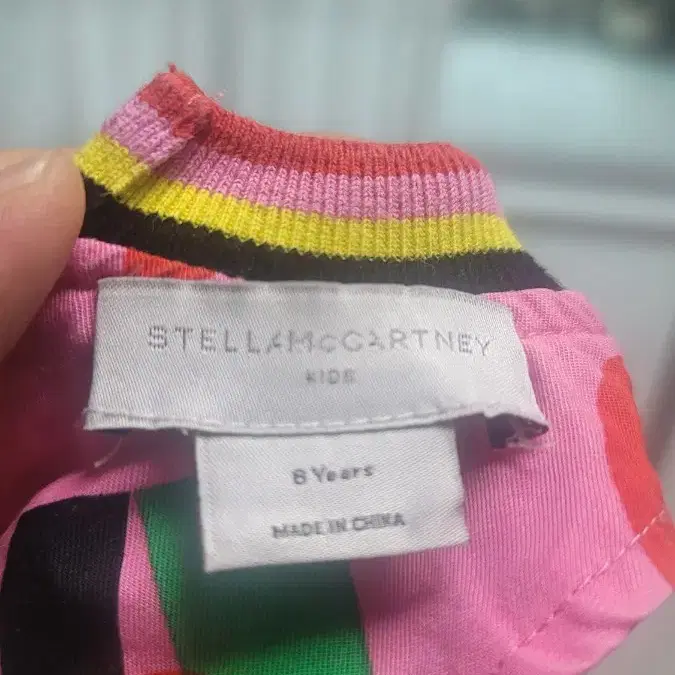 STELLAMcCARTNEY
KIDS
8 Years
MADE IN CHINA